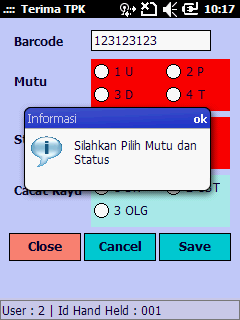 .::: Terima TPK
10:17
Barcode
123123123
Mutu
1 U
2 P
3 D
4 T
Informasi
ok
Silahkan Pilih Mutu dan
Status
Cacat Kayu
3 OLG
Close
Cancel
Save
User : 2 | Id Hand Held : 001